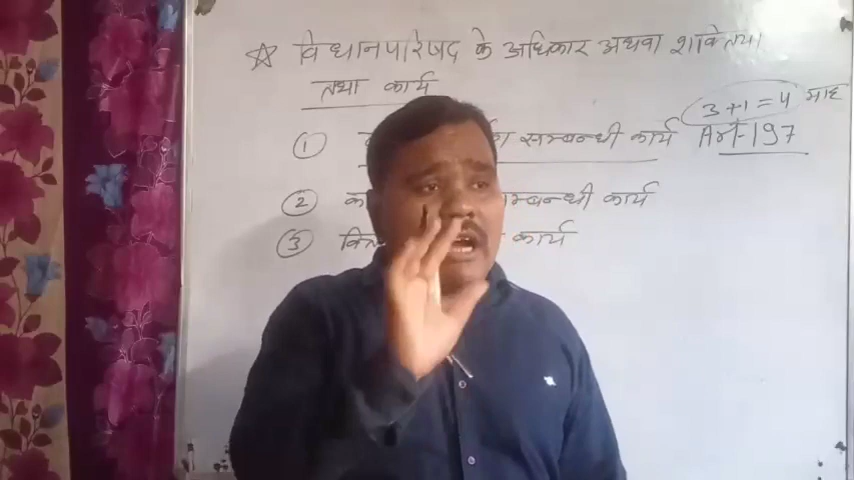 ☆ विधानपरिषद के अधिकार अथवा शक्तियां
तथा कार्य
3+1=4 माह
① सम्बन्धी कार्य Art-197
② सम्बन्धी कार्य
③ कार्य